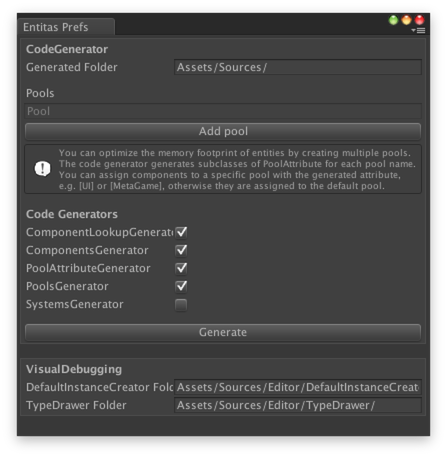 Entitas Prefs
CodeGenerator
Generated Folder Assets/Sources/
Pools
Pool
Add pool
You can optimize the memory footprint of entities by creating multiple pools.
The code generator generates subclasses of PoolAttribute for each pool name.
You can assign components to a specific pool with the generated attribute,
e.g. [UI] or [MetaGame], otherwise they are assigned to the default pool.
Code Generators
ComponentLookupGenerato
ComponentsGenerator
PoolAttributeGenerator
PoolsGenerator
SystemsGenerator
Generate
VisualDebugging
DefaultInstanceCreator Fold Assets/Sources/Editor/DefaultInstanceCreat
TypeDrawer Folder Assets/Sources/Editor/TypeDrawer/